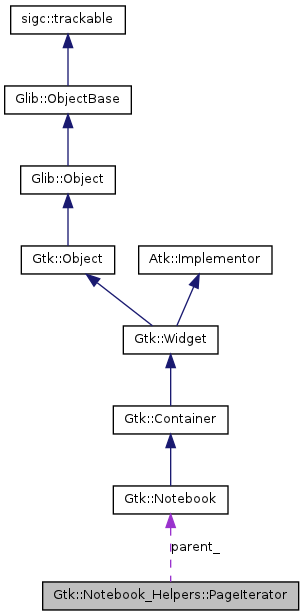 sigc::trackable
Glib::ObjectBase
Glib::Object
Gtk::Object
Atk::Implementor
Gtk::Widget
Gtk::Container
Gtk::Notebook
parent_
Gtk::Notebook_Helpers::PageIterator